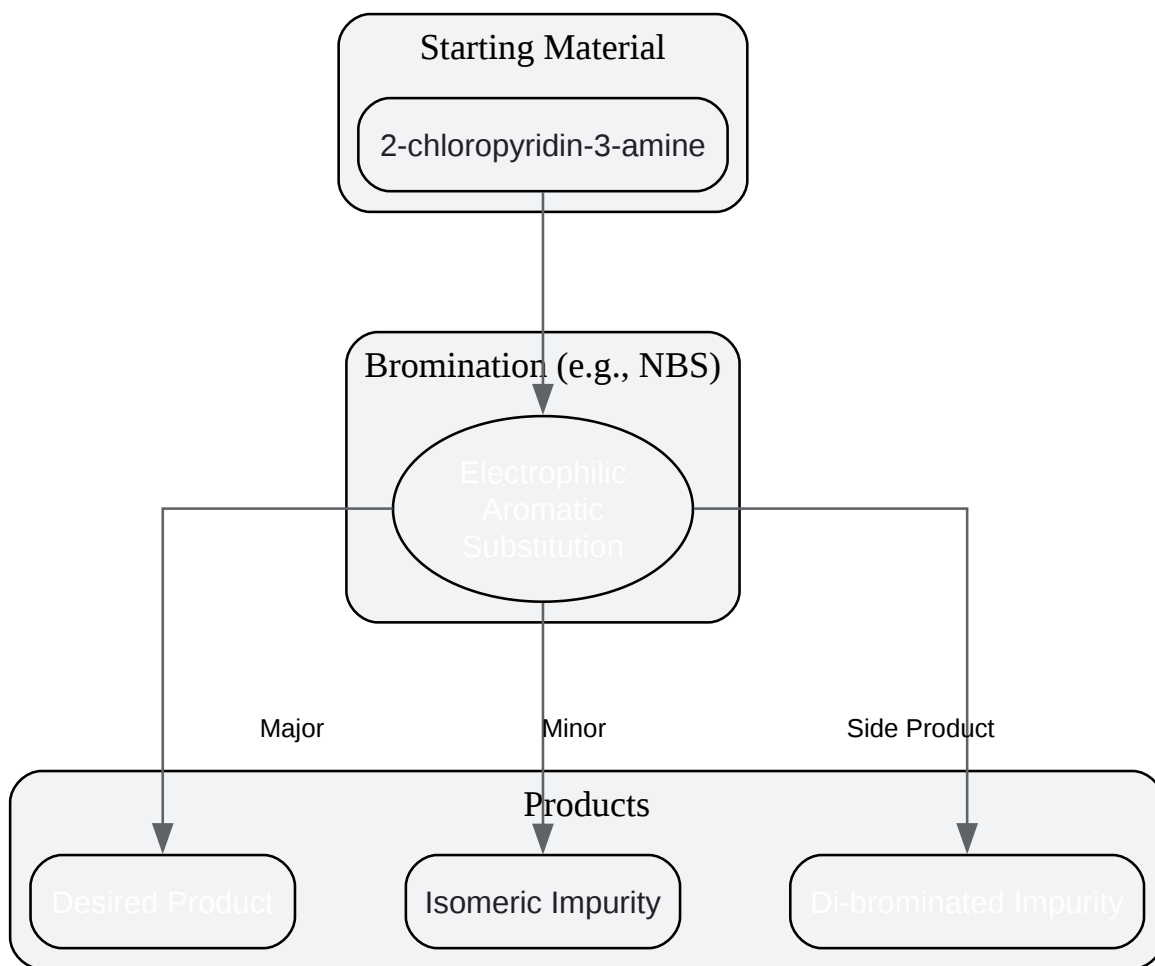 Starting Material
2-chloropyridin-3-amine
Bromination (e.g., NBS)
Electrophilic
Aromatic
Substitution
Major
Minor
Side Product
Products
Desired Product
Isomeric Impurity
Di-brominated Impurity